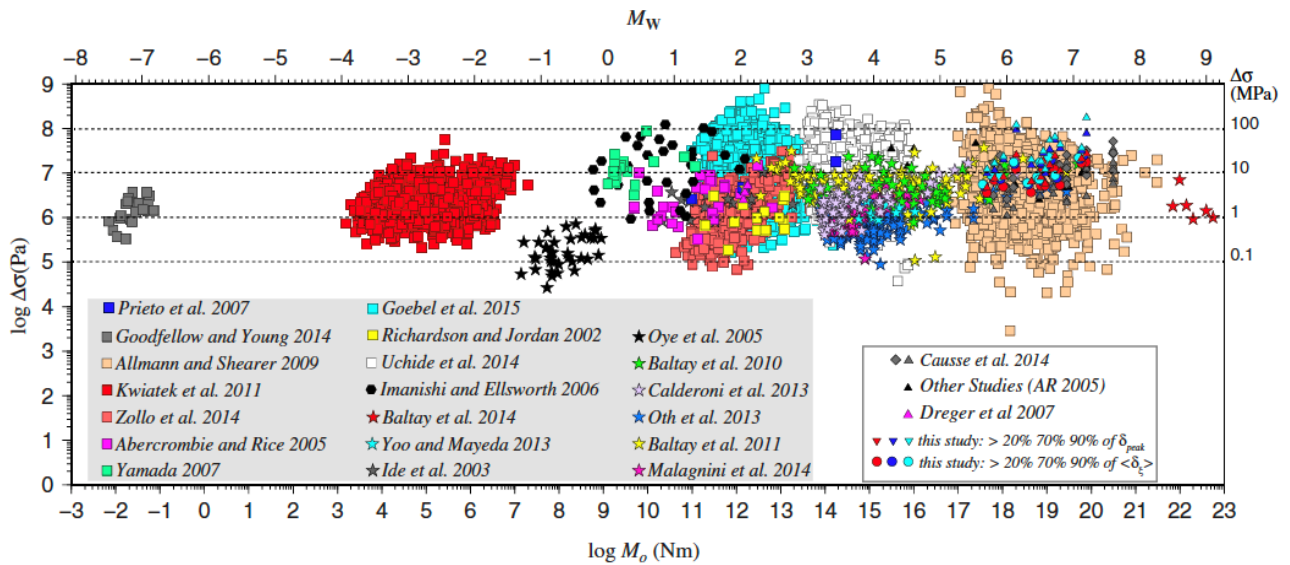 M_W
−8 −7 −6 −5 −4 −3 −2 −1 0 1 2 3 4 5 6 7 8 9
Δσ
(MPa)
9
8
7
6
5
4
3
2
1
0
100
10
1
0.1
log Δσ(Pa)
Prieto et al. 2007
Goodfellow and Young 2014
Allmann and Shearer 2009
Kwiatek et al. 2011
Zollo et al. 2014
Abercrombie and Rice 2005
Yamada 2007
Goebel et al. 2015
Richardson and Jordan 2002
Uchide et al. 2014
Imanishi and Ellsworth 2006
Baltay et al. 2014
Yoo and Mayeda 2013
Ide et al. 2003
Oye et al. 2005
Baltay et al. 2010
Calderoni et al. 2013
Oth et al. 2013
Baltay et al. 2011
Malagnini et al. 2014
Causse et al. 2014
Other Studies (AR 2005)
Dreger et al 2007
this study: > 20% 70% 90% of δ_peak
this study: > 20% 70% 90% of <δ_ξ>
−3 −2 −1 0 1 2 3 4 5 6 7 8 9 10 11 12 13 14 15 16 17 18 19 20 21 22 23
log M_o (Nm)